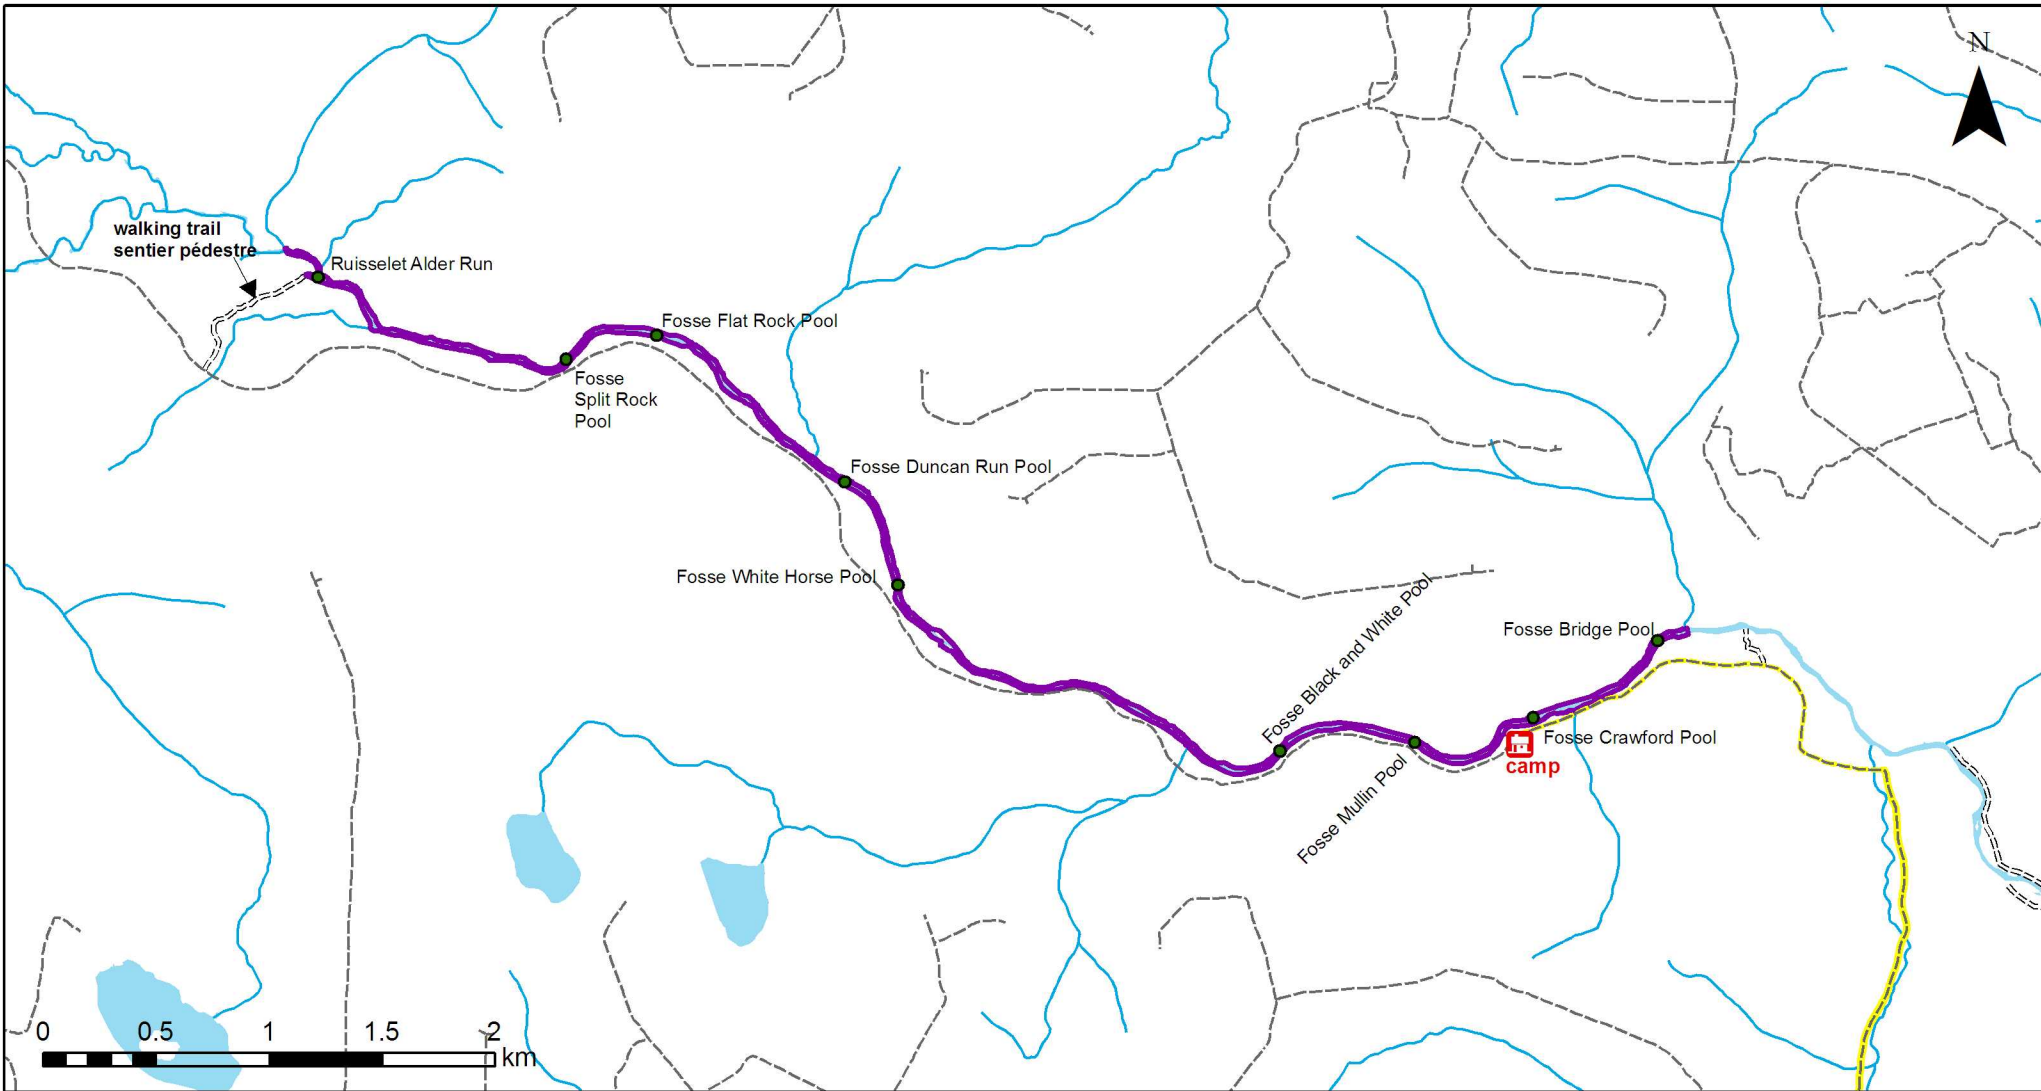 N
walking trail
sentier pédestre
Ruisselet Alder Run
Fosse Flat Rock Pool
Fosse
Split Rock
Pool
Fosse Duncan Run Pool
Fosse White Horse Pool
Fosse Black and White Pool
Fosse Bridge Pool
Fosse Crawford Pool
camp
Fosse Mullin Pool
0 0.5 1 1.5 2
km